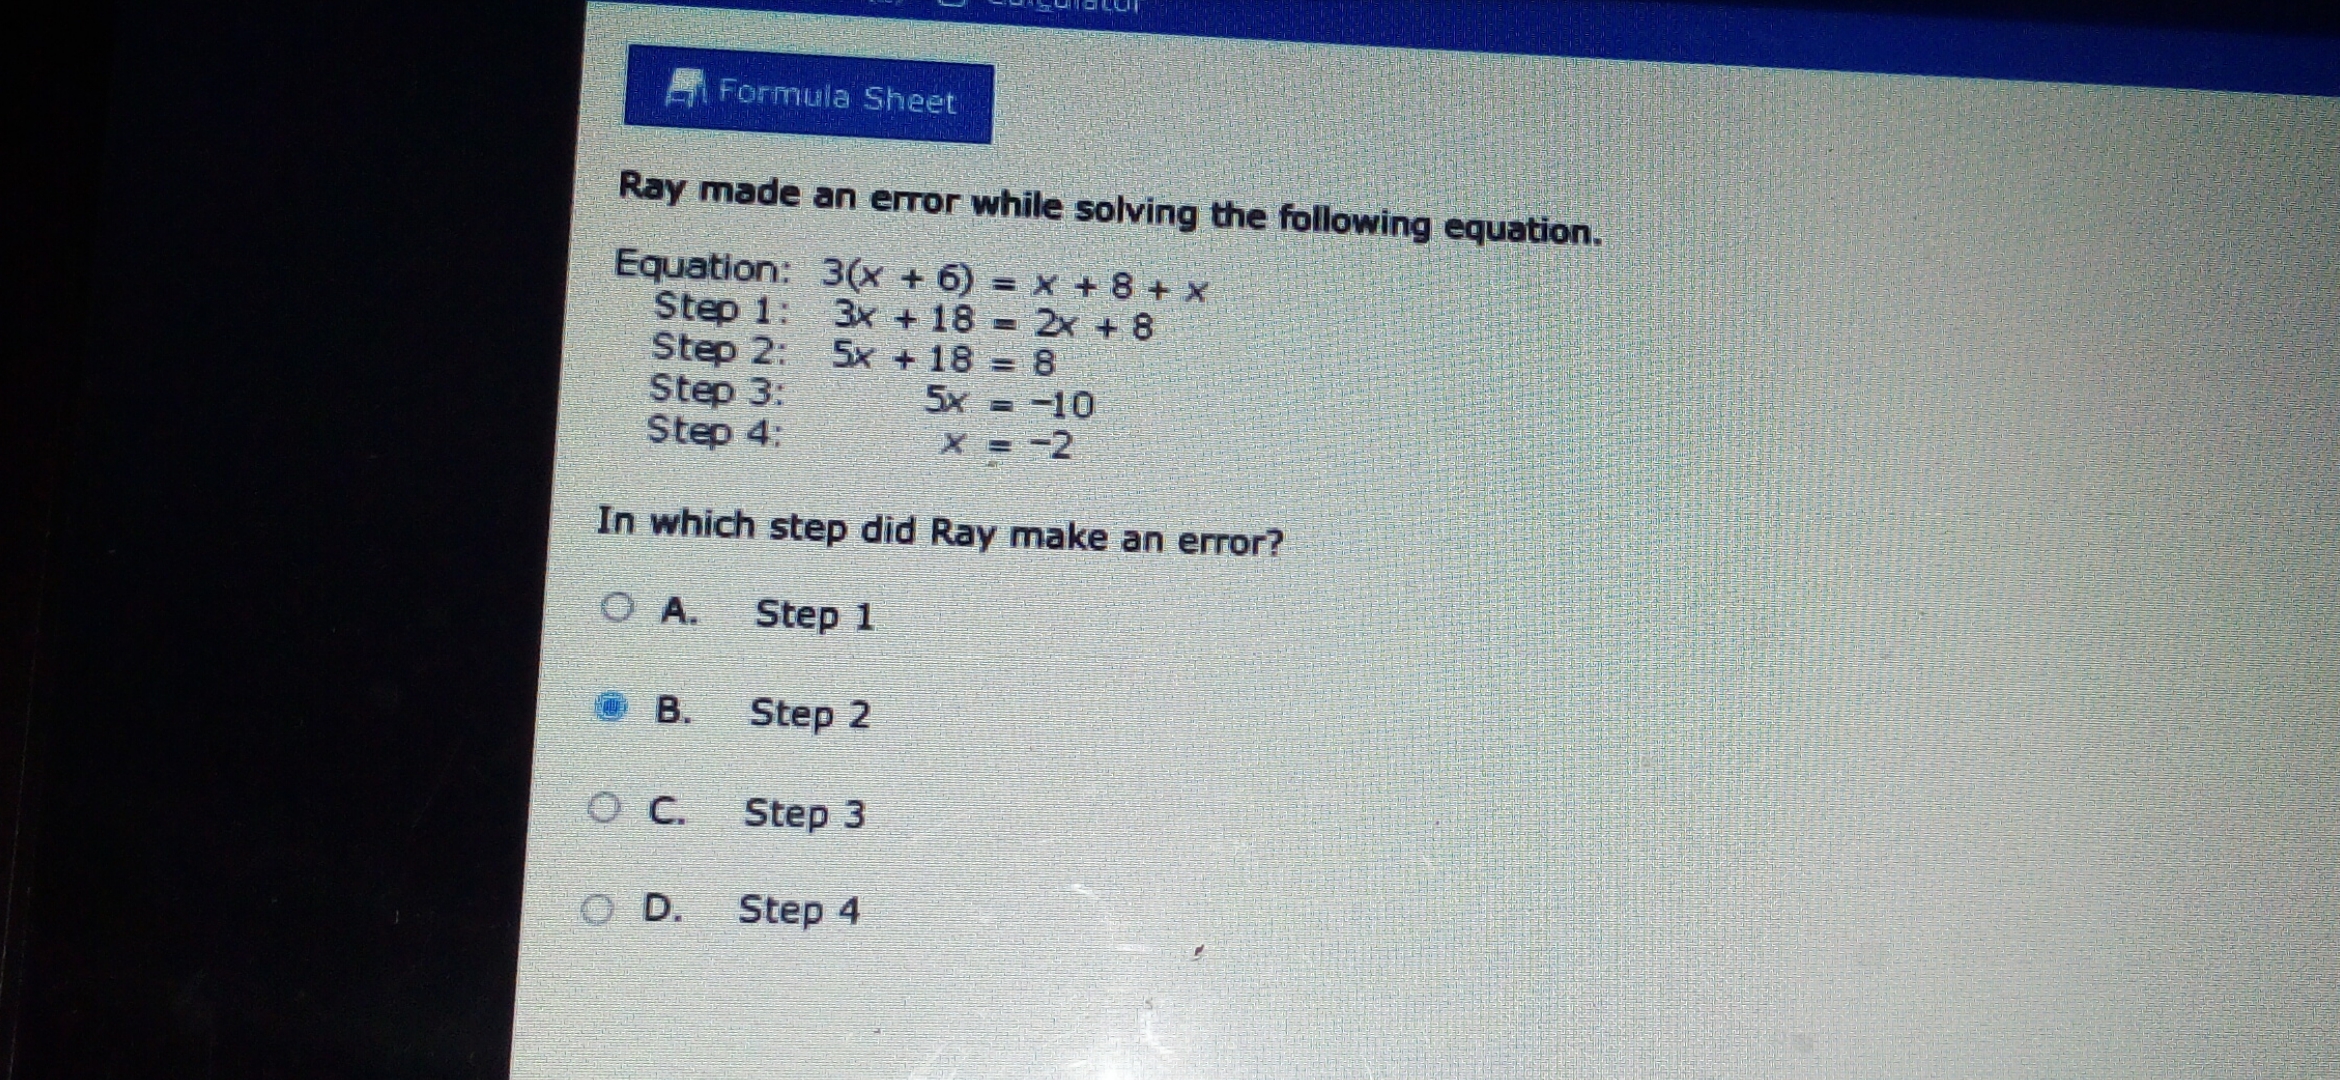 Calculator
Formula Sheet
Ray made an error while solving the following equation.
Equation: 3(x + 6) = x + 8 + x
Step 1: 3x + 18 = 2x + 8
Step 2: 5x + 18 = 8
Step 3: 5x = −10
Step 4: x = −2
In which step did Ray make an error?
A. Step 1
B. Step 2
C. Step 3
D. Step 4